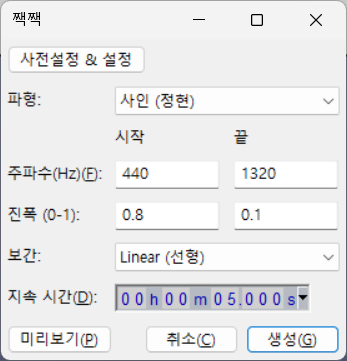 짹짹
사전설정 & 설정
파형: 사인 (정현)
시작 끝
주파수(Hz)(F): 440 1320
진폭 (0-1): 0.8 0.1
보간: Linear (선형)
지속 시간(D): 00h00m05.000s
미리보기(P) 취소(C) 생성(G)